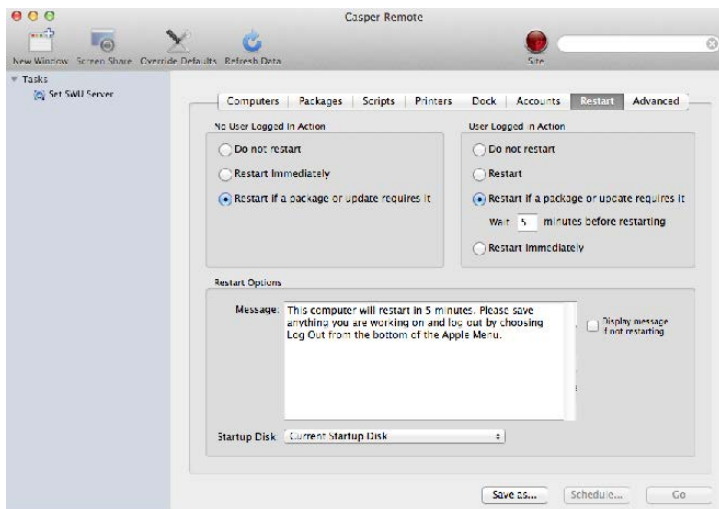 Casper Remote
New Window Screen Share Override Defaults Refresh Data Site
Tasks
Set SWU Server
Computers Packages Scripts Printers Dock Accounts Restart Advanced
No User Logged In Action
Do not restart
Restart Immediately
Restart if a package or update requires it
User Logged in Action
Do not restart
Restart
Restart if a package or update requires it
Wait 5 minutes before restarting
Restart Immediately
Restart Options
Message: This computer will restart in 5 minutes. Please save
anything you are working on and log out by choosing
Log Out from the bottom of the Apple Menu.
Display message
if not restarting
Startup Disk: Current Startup Disk
Save as... Schedule... Go